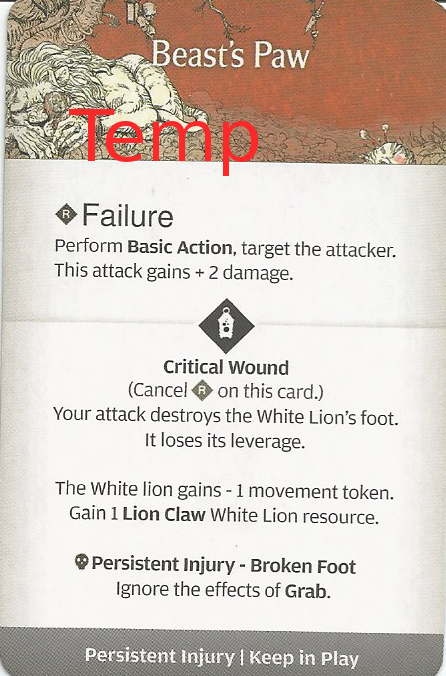 Beast's Paw
Temp
R Failure
Perform Basic Action, target the attacker.
This attack gains + 2 damage.
Critical Wound
(Cancel R on this card.)
Your attack destroys the White Lion's foot.
It loses its leverage.
The White lion gains - 1 movement token.
Gain 1 Lion Claw White Lion resource.
Persistent Injury - Broken Foot
Ignore the effects of Grab.
Persistent Injury | Keep in Play